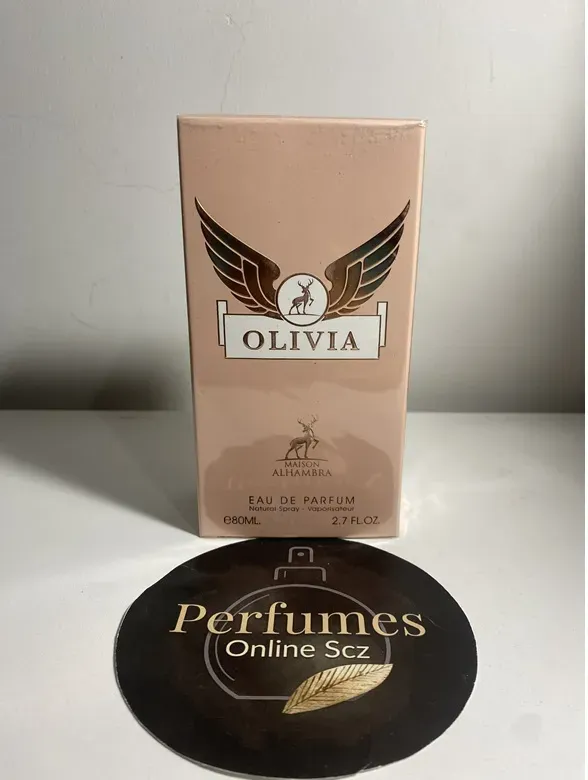 OLIVIA
MAISON
ALHAMBRA
EAU DE PARFUM
Natural Spray - Vaporisateur
℮80ML. 2.7 FL.OZ.
Perfumes
Online Scz